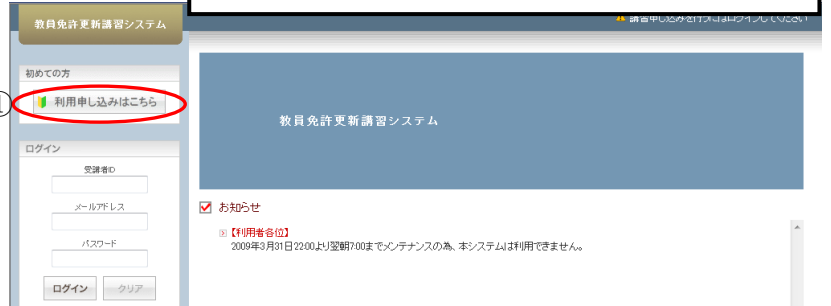 教員免許更新講習システム
講習申し込みを行うにはログインしてください
初めての方
①
利用申し込みはこちら
教員免許更新講習システム
ログイン
受講者ID
メールアドレス
パスワード
ログイン クリア
お知らせ
【利用者各位】
2009年3月31日22:00より翌朝7:00までメンテナンスの為、本システムは利用できません。